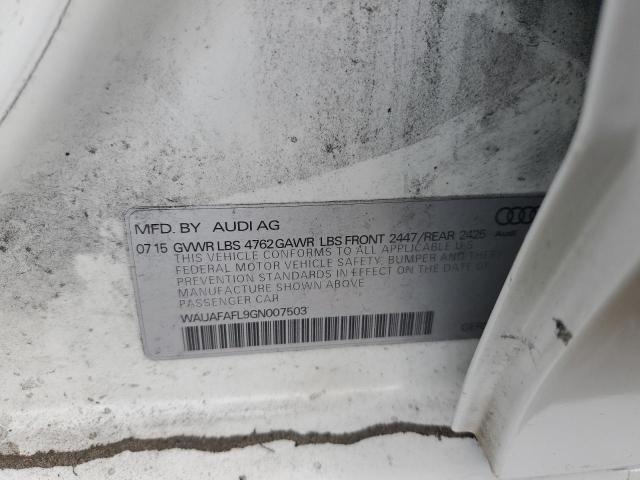 MFD. BY AUDI AG
07 15 GVWR LBS 4762 GAWR LBS FRONT 2447/REAR 2425
THIS VEHICLE CONFORMS TO ALL APPLICABLE U.S.
FEDERAL MOTOR VEHICLE SAFETY, BUMPER AND THEFT
PREVENTION STANDARDS IN EFFECT ON THE DATE OF
MANUFACTURE SHOWN ABOVE
PASSENGER CAR
WAUAFAFL9GN007503
Audi